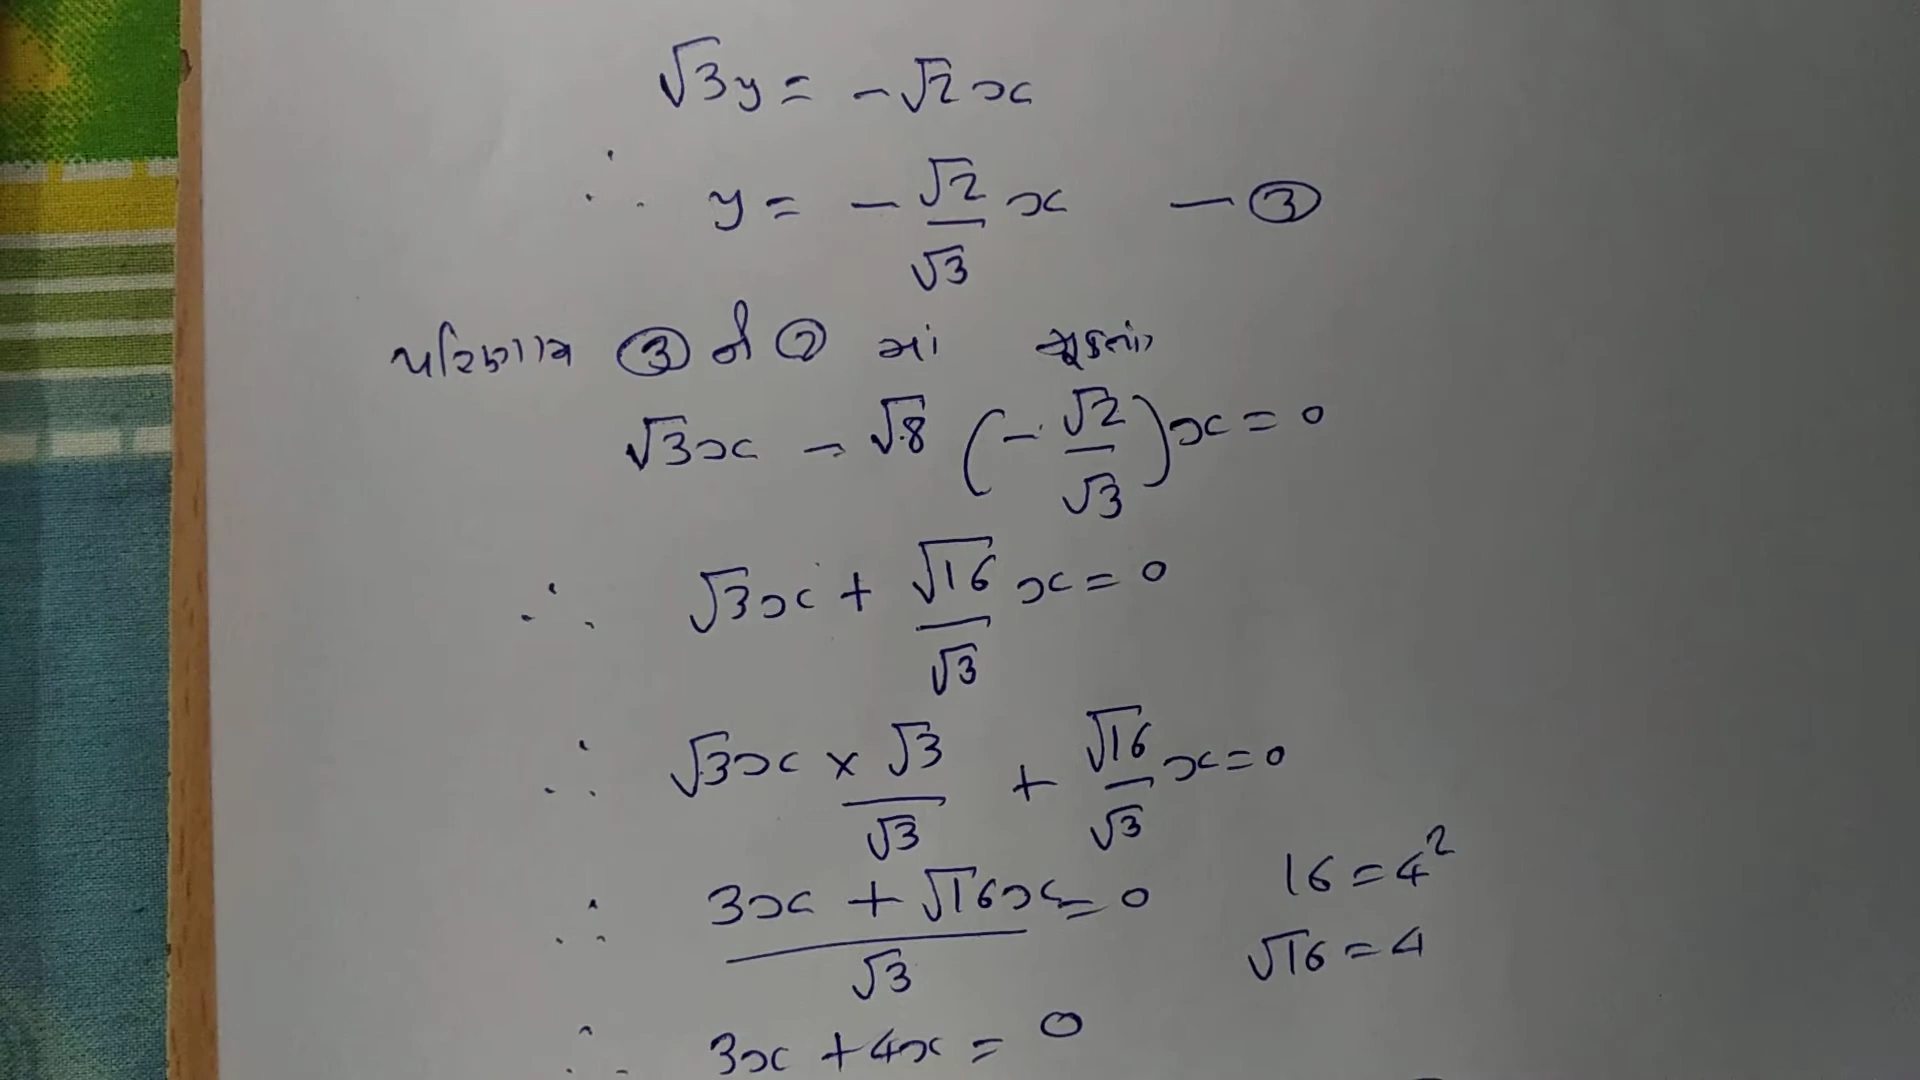 √3y = -√2x
∴ y = - √2/√3 x — ③
પરિણામ ③ ને ② માં મૂકતાં
√3x - √8 (- √2/√3) x = 0
∴ √3x + √16/√3 x = 0
∴ √3x × √3/√3 + √16/√3 x = 0
∴ 3x + √16x/√3 = 0 16 = 4²
√16 = 4
∴ 3x + 4x = 0